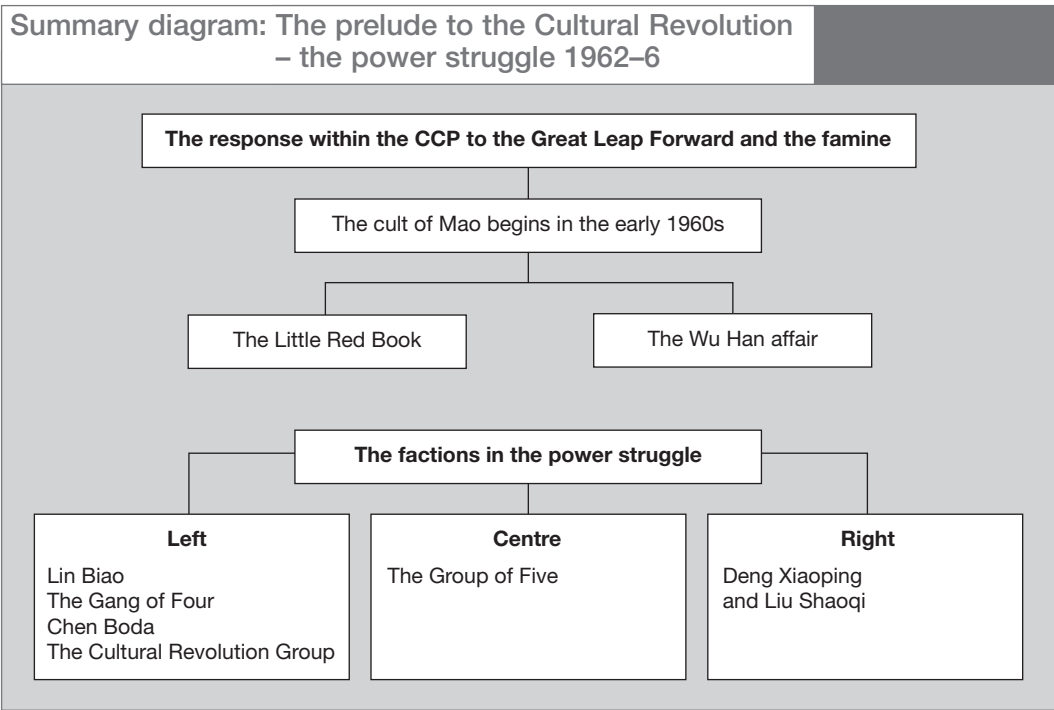 Summary diagram: The prelude to the Cultural Revolution
– the power struggle 1962–6
The response within the CCP to the Great Leap Forward and the famine
The cult of Mao begins in the early 1960s
The Little Red Book
The Wu Han affair
The factions in the power struggle
Left
Lin Biao
The Gang of Four
Chen Boda
The Cultural Revolution Group
Centre
The Group of Five
Right
Deng Xiaoping
and Liu Shaoqi